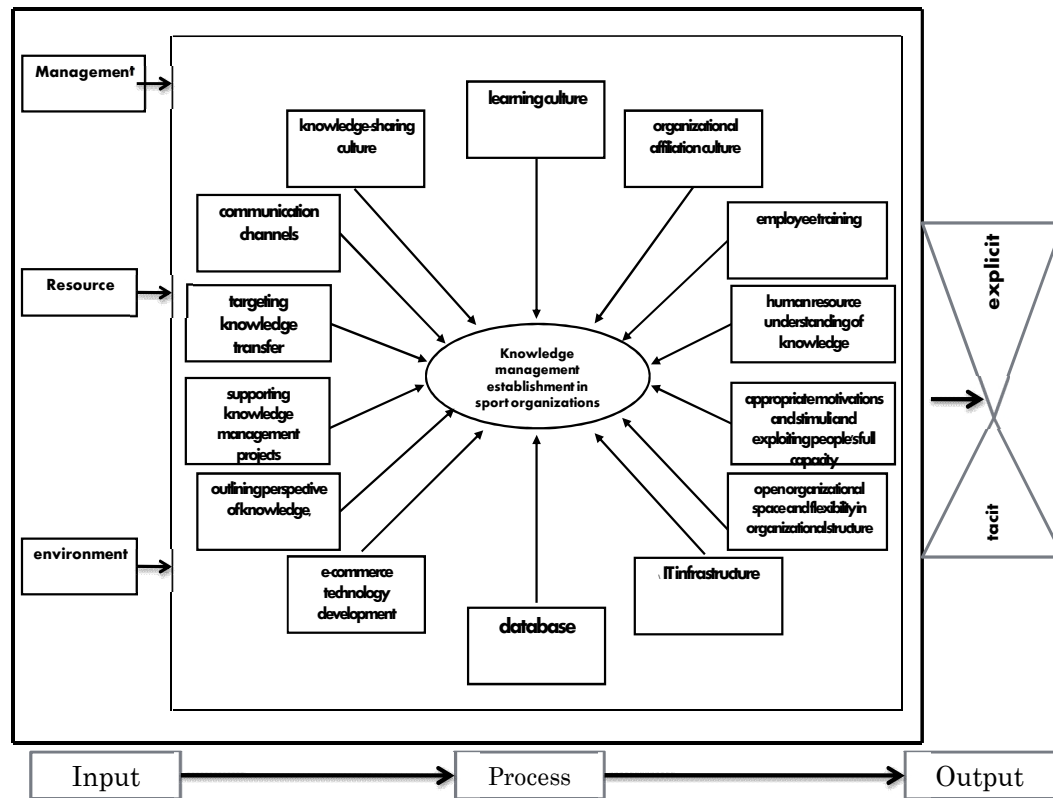 Management
Resource
environment
learning culture
knowledge-sharing
culture
organizational
affiliation culture
communication
channels
employee training
targeting
knowledge
transfer
human resource
understanding of
knowledge
supporting
knowledge
management
projects
appropriate motivations
and stimuli and
exploiting people's full
capacity
outlining perspective
of knowledge,
open organizational
space and flexibility in
organizational structure
e-commerce
technology
development
database
, IT infrastructure
Knowledge
management
establishment in
sport organizations
explicit
tacit
Input
Process
Output